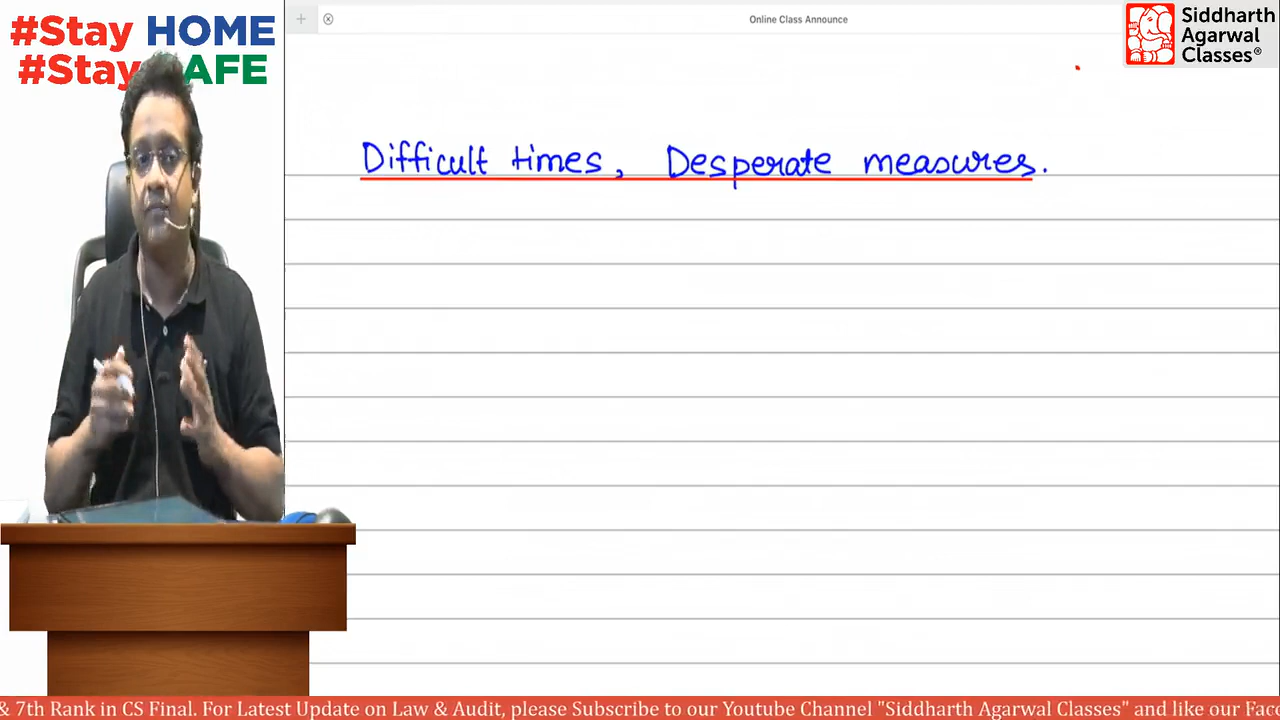 #Stay HOME
#Stay AFE
Online Class Announce
Siddharth
Agarwal
Classes®
Difficult times, Desperate measures.
& 7th Rank in CS Final. For Latest Update on Law & Audit, please Subscribe to our Youtube Channel "Siddharth Agarwal Classes" and like our Face